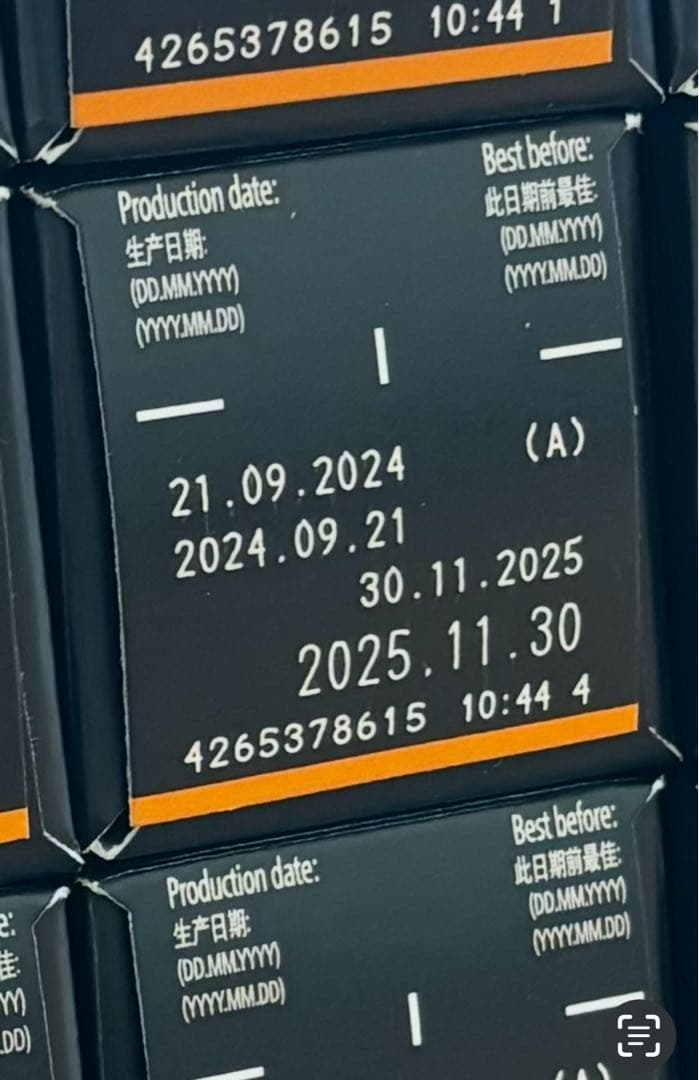 4265378615 10:44 1
Production date:
生产日期:
(DD.MM.YYYY)
(YYYY.MM.DD)
Best before:
此日期前最佳:
(DD.MM.YYYY)
(YYYY.MM.DD)
(A)
21.09.2024
2024.09.21
30.11.2025
2025.11.30
4265378615 10:44 4
Production date:
生产日期:
(DD.MM.YYYY)
(YYYY.MM.DD)
Best before:
此日期前最佳:
(DD.MM.YYYY)
(YYYY.MM.DD)
(A)
e:
佳:
YY)
.DD)